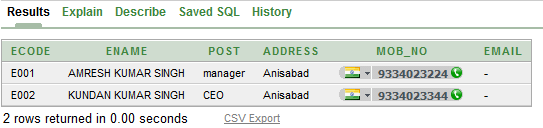 Results Explain Describe Saved SQL History
ECODE ENAME POST ADDRESS MOB_NO EMAIL
E001 AMRESH KUMAR SINGH manager Anisabad 9334023224 -
E002 KUNDAN KUMAR SINGH CEO Anisabad 9334023344 -
2 rows returned in 0.00 seconds CSV Export